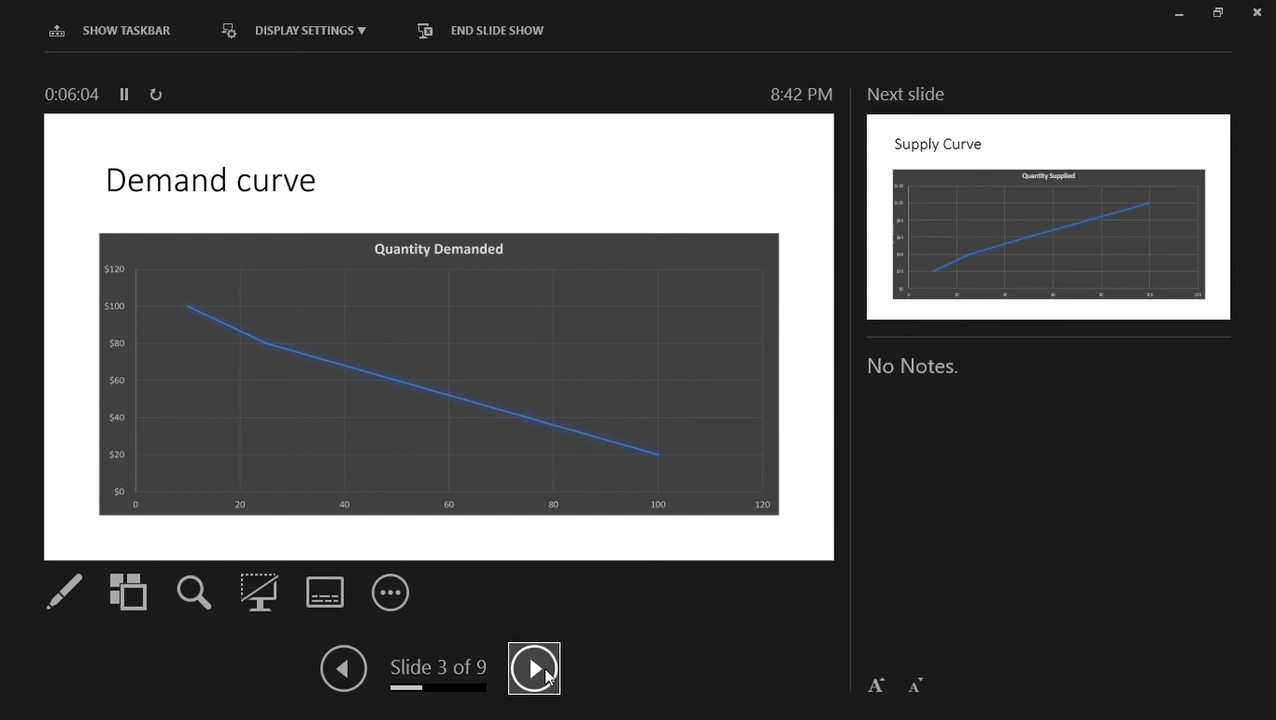 SHOW TASKBAR
DISPLAY SETTINGS ▼
END SLIDE SHOW
0:06:04
8:42 PM
Next slide
Demand curve
Quantity Demanded
$120
$100
$80
$60
$40
$20
$0
0 20 40 60 80 100 120
Supply Curve
Quantity Supplied
No Notes.
Slide 3 of 9
A A